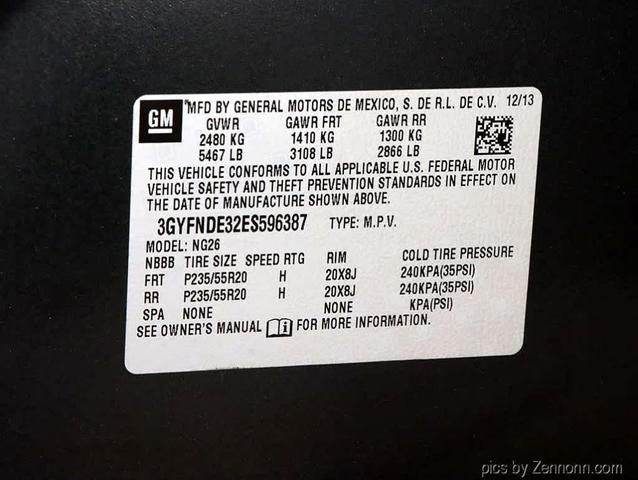 GM MFD BY GENERAL MOTORS DE MEXICO, S. DE R.L. DE C.V. 12/13
GVWR GAWR FRT GAWR RR
2480 KG 1410 KG 1300 KG
5467 LB 3108 LB 2866 LB
THIS VEHICLE CONFORMS TO ALL APPLICABLE U.S. FEDERAL MOTOR
VEHICLE SAFETY AND THEFT PREVENTION STANDARDS IN EFFECT ON
THE DATE OF MANUFACTURE SHOWN ABOVE.
3GYFNDE32ES596387 TYPE: M.P.V.
MODEL: NG26
NBBB TIRE SIZE SPEED RTG RIM COLD TIRE PRESSURE
FRT P235/55R20 H 20X8J 240KPA(35PSI)
RR P235/55R20 H 20X8J 240KPA(35PSI)
SPA NONE NONE KPA(PSI)
SEE OWNER'S MANUAL i FOR MORE INFORMATION.
pics by Zennonn.com